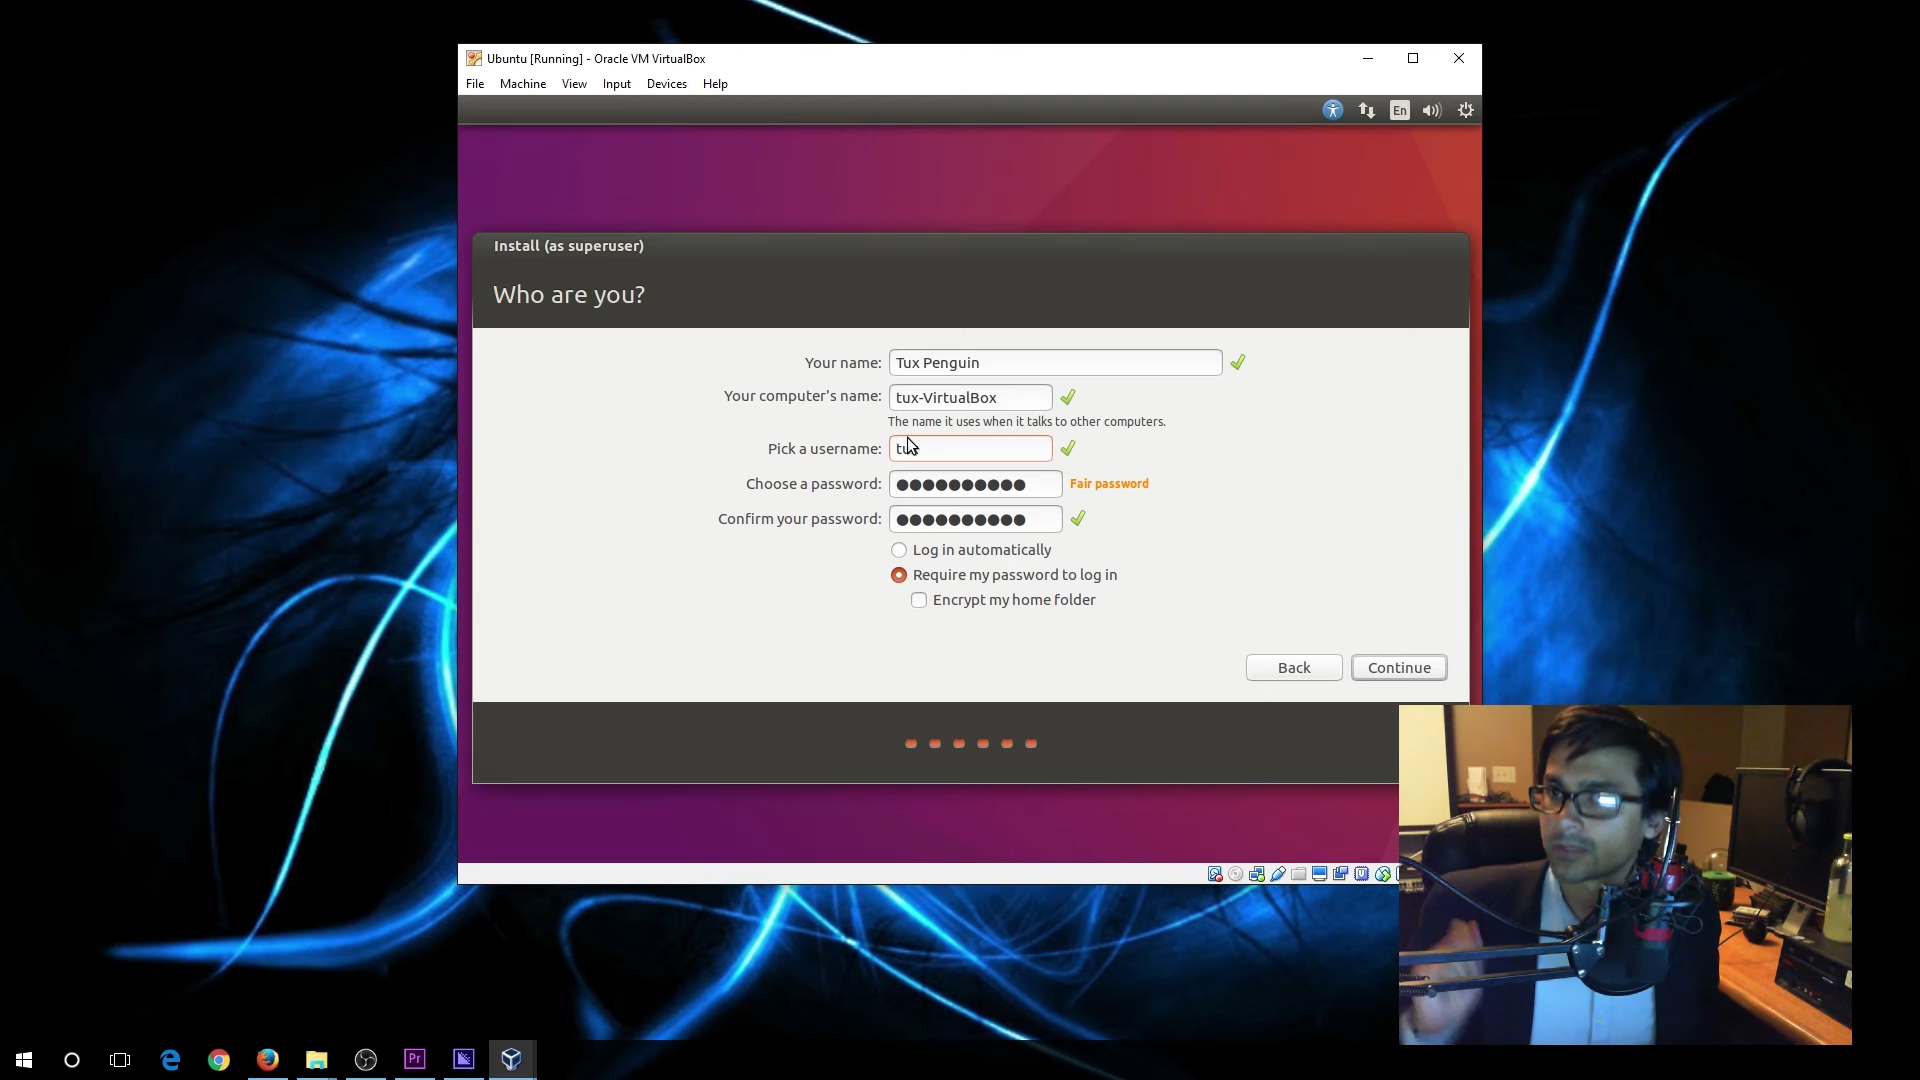 Ubuntu [Running] - Oracle VM VirtualBox
File Machine View Input Devices Help
En
Install (as superuser)
Who are you?
Your name: Tux Penguin
Your computer's name: tux-VirtualBox
The name it uses when it talks to other computers.
Pick a username:
Choose a password: ●●●●●●●●●● Fair password
Confirm your password: ●●●●●●●●●●
Log in automatically
Require my password to log in
Encrypt my home folder
Back Continue
Pr